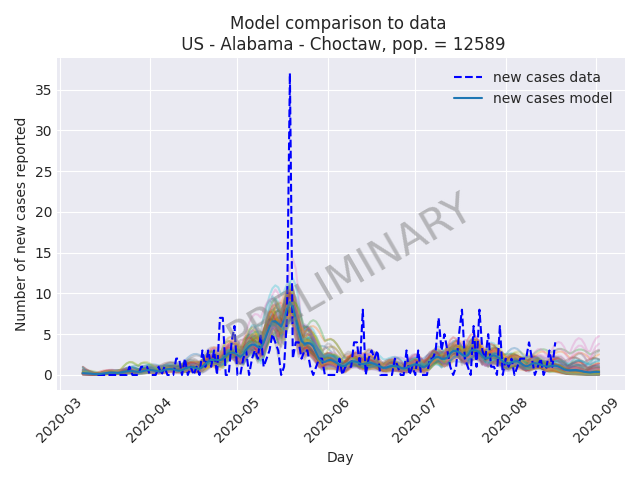 Model comparison to data
US - Alabama - Choctaw, pop. = 12589
new cases data
new cases model
Number of new cases reported
35
30
25
20
15
10
5
0
PRELIMINARY
2020-03
2020-04
2020-05
2020-06
2020-07
2020-08
2020-09
Day